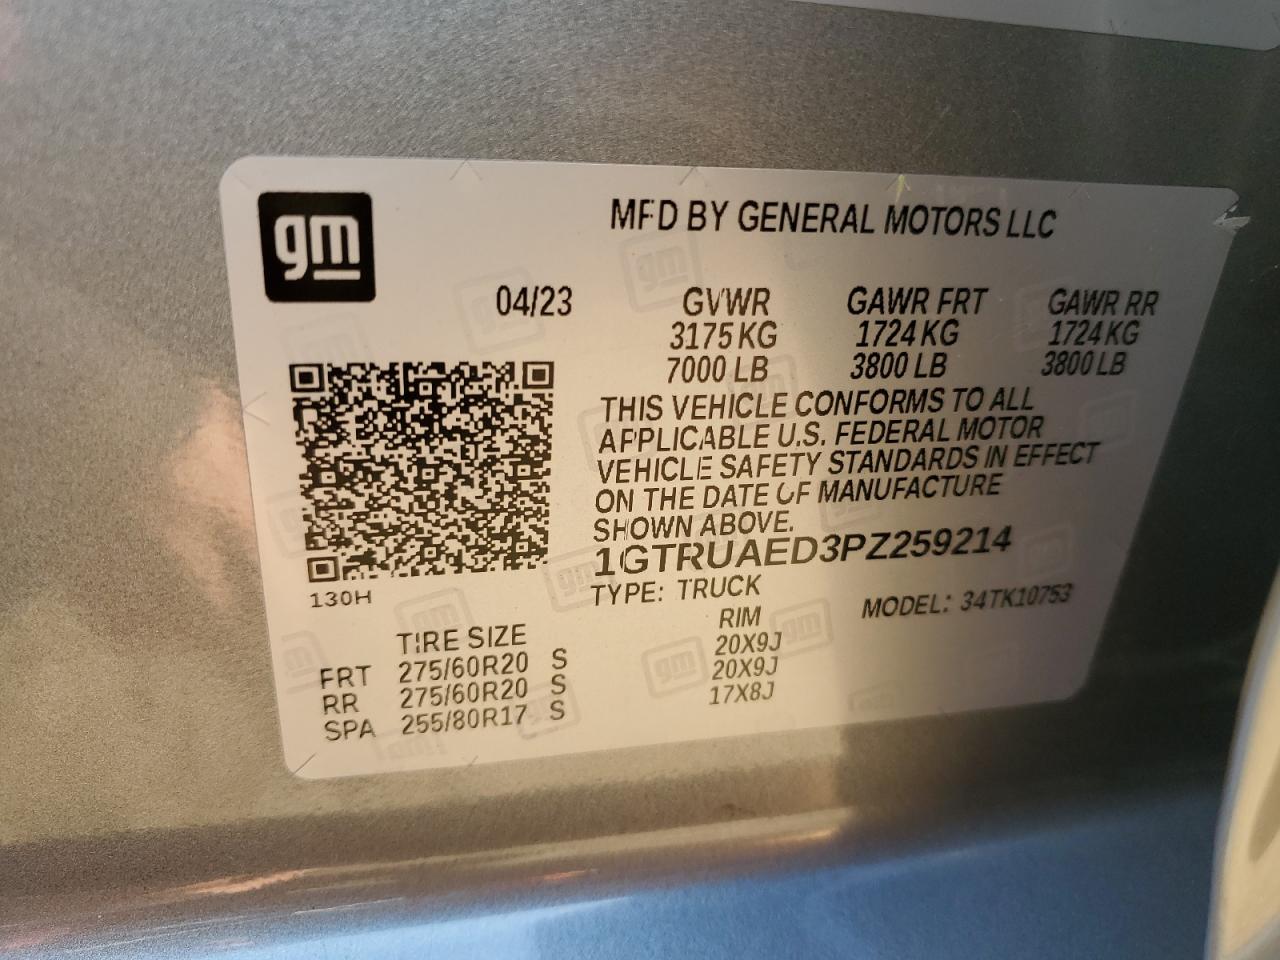 gm
MFD BY GENERAL MOTORS LLC
04/23 GVWR GAWR FRT GAWR RR
3175 KG 1724 KG 1724 KG
7000 LB 3800 LB 3800 LB
THIS VEHICLE CONFORMS TO ALL
APPLICABLE U.S. FEDERAL MOTOR
VEHICLE SAFETY STANDARDS IN EFFECT
ON THE DATE OF MANUFACTURE
SHOWN ABOVE.
1GTRUAED3PZ259214
130H
TYPE: TRUCK MODEL: 34TK10753
TIRE SIZE RIM
FRT 275/60R20 S 20X9J
RR 275/60R20 S 20X9J
SPA 255/80R17 S 17X8J